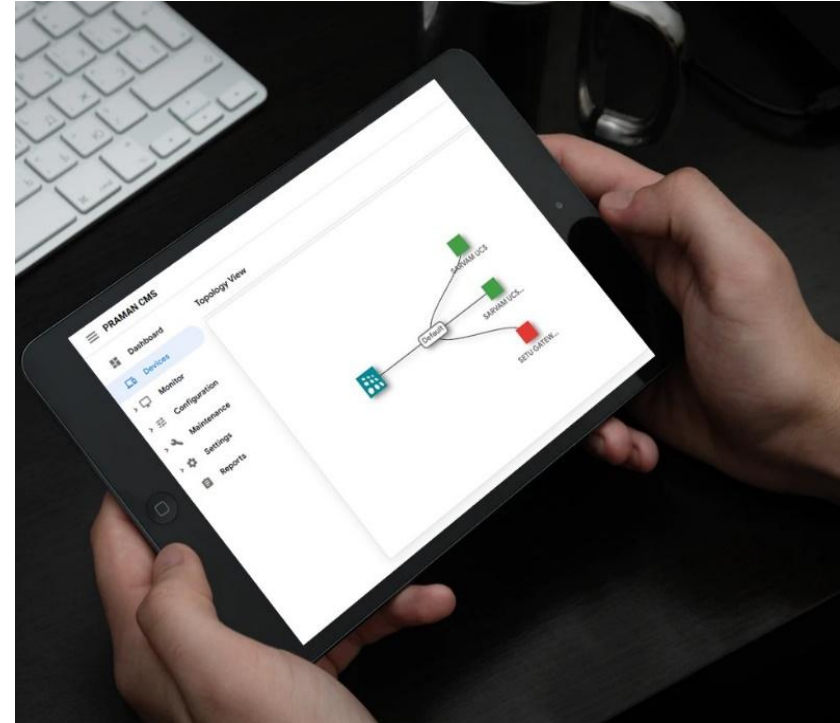 PRAMAN CMS
Dashboard
Devices
Monitor
Configuration
Maintenance
Settings
Reports
Topology View
Default
SARVAM UCS
SARVAM UCS...
SETU GATEW...